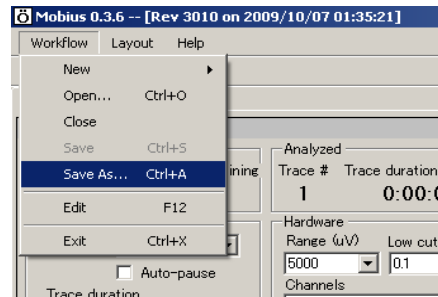 Mobius 0.3.6 -- [Rev 3010 on 2009/10/07 01:35:21]
Workflow Layout Help
New
Open... Ctrl+O
Close
Save Ctrl+S
Save As... Ctrl+A
Edit F12
Exit Ctrl+X
Analyzed
Trace # Trace duration
1 0:00:
Hardware
Range (uV) Low cut
5000 0.1
Channels
Auto-pause
Trace duration